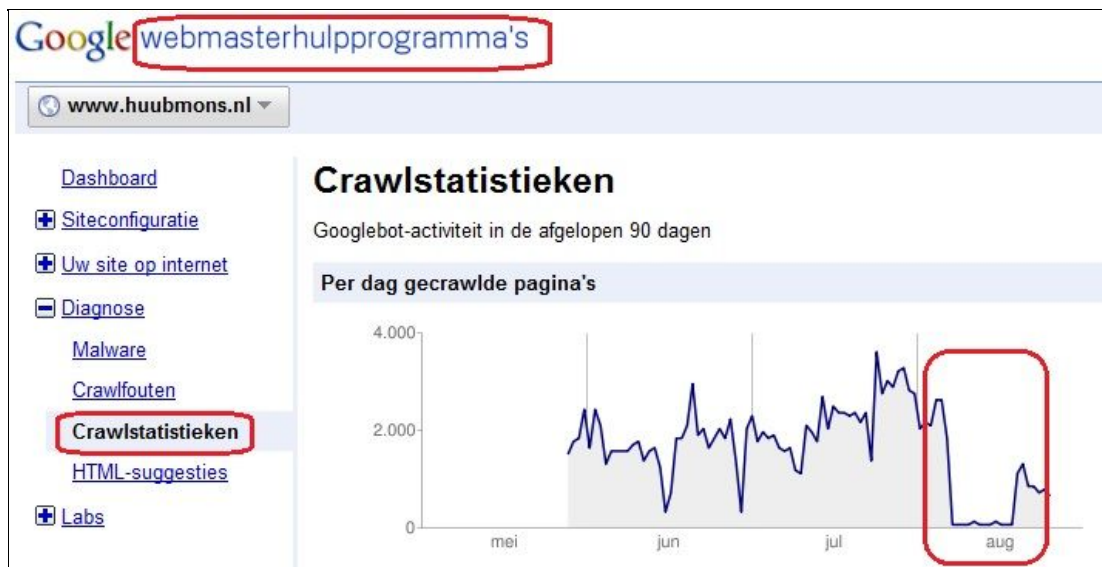 Google webmasterhulpprogramma's
www.huubmons.nl
Dashboard
Siteconfiguratie
Uw site op internet
Diagnose
Malware
Crawlfouten
Crawlstatistieken
HTML-suggesties
Labs
Crawlstatistieken
Googlebot-activiteit in de afgelopen 90 dagen
Per dag gecrawlde pagina's
4.000
2.000
0
mei jun jul aug